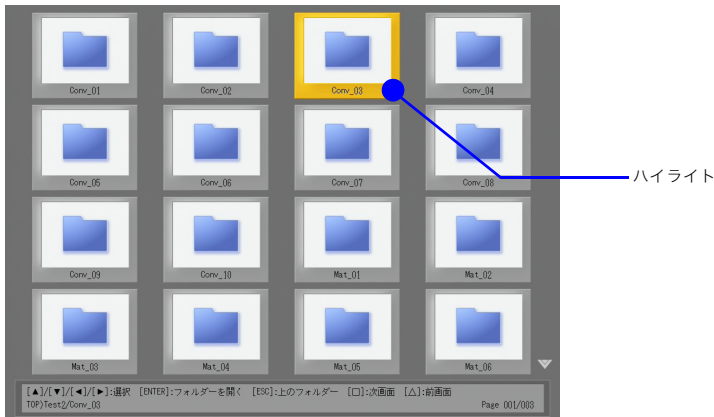 Conv_01 Conv_02 Conv_03 Conv_04
ハイライト
Conv_05 Conv_06 Conv_07 Conv_08
Conv_09 Conv_10 Mat_01 Mat_02
Mat_03 Mat_04 Mat_05 Mat_06
[▲]/[▼]/[◄]/[►]:選択 [ENTER]:フォルダーを開く [ESC]:上のフォルダー [□]:次画面 [△]:前画面
TOP>Test2/Conv_03 Page 001/003